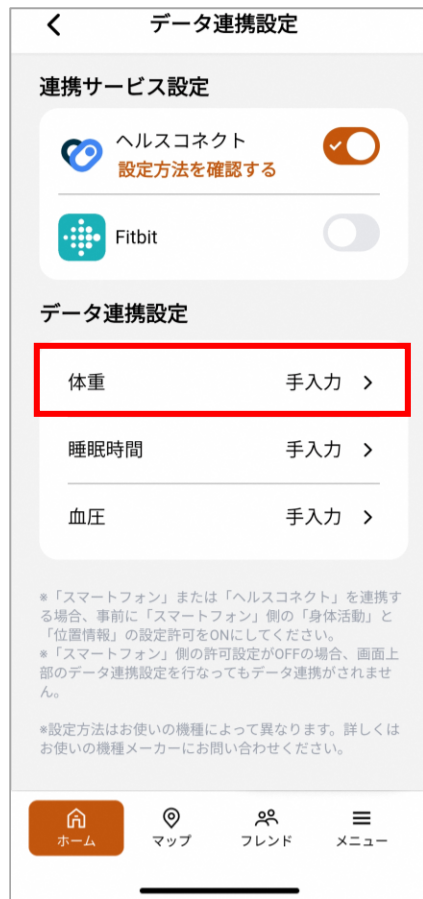 データ連携設定
連携サービス設定
ヘルスコネクト
設定方法を確認する
Fitbit
データ連携設定
体重 手入力
睡眠時間 手入力
血圧 手入力
※「スマートフォン」または「ヘルスコネクト」を連携す
る場合、事前に「スマートフォン」側の「身体活動」と
「位置情報」の設定許可をONにしてください。
※「スマートフォン」側の許可設定がOFFの場合、画面上
部のデータ連携設定を行なってもデータ連携がされませ
ん。
※設定方法はお使いの機種によって異なります。詳しくは
お使いの機種メーカーにお問い合わせください。
ホーム マップ フレンド メニュー